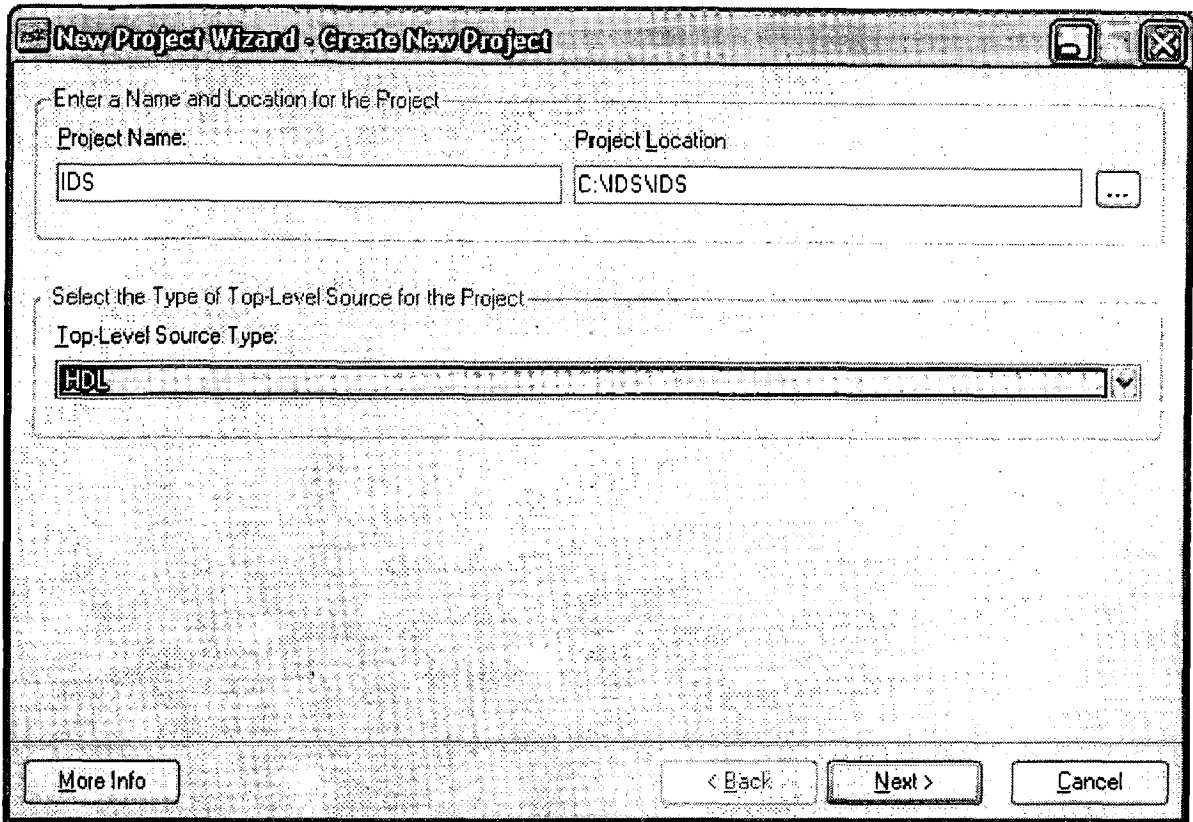 New Project Wizard - Create New Project
Enter a Name and Location for the Project
Project Name: Project Location
IDS C:\IDS\IDS ...
Select the Type of Top-Level Source for the Project
Top-Level Source Type:
HDL
More Info < Back Next > Cancel